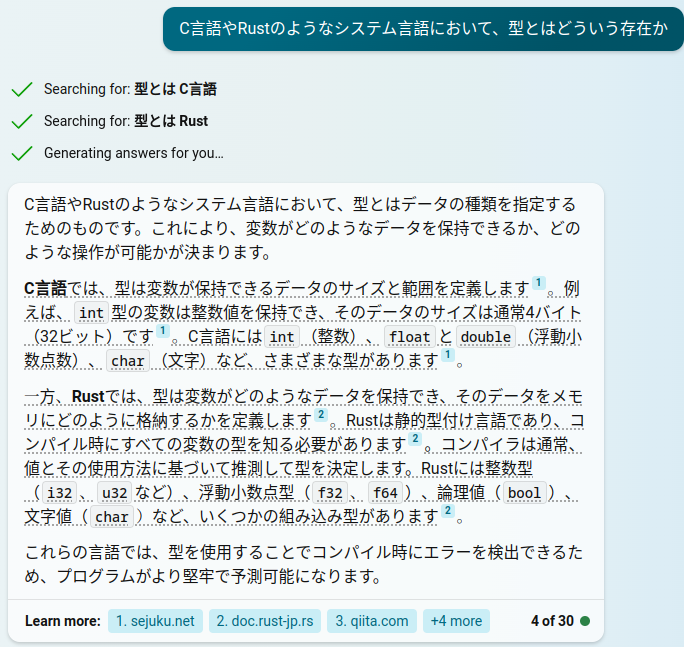 C言語やRustのようなシステム言語において、型とはどういう存在か
Searching for: 型とは C言語
Searching for: 型とは Rust
Generating answers for you…
C言語やRustのようなシステム言語において、型とはデータの種類を指定する
ためのものです。これにより、変数がどのようなデータを保持できるか、どの
ような操作が可能かが決まります。
C言語では、型は変数が保持できるデータのサイズと範囲を定義します 1 。例
えば、 int 型の変数は整数値を保持でき、そのデータのサイズは通常4バイト
（32ビット）です 1 。C言語には int （整数）、 float と double （浮動小
数点数）、 char （文字）など、さまざまな型があります 1 。
一方、Rustでは、型は変数がどのようなデータを保持でき、そのデータをメモ
リにどのように格納するかを定義します 2 。Rustは静的型付け言語であり、コ
ンパイル時にすべての変数の型を知る必要があります 2 。コンパイラは通常、
値とその使用方法に基づいて推測して型を決定します。Rustには整数型
（ i32 、 u32 など）、浮動小数点型（ f32 、 f64 ）、論理値（ bool ）、
文字値（ char ）など、いくつかの組み込み型があります 2 。
これらの言語では、型を使用することでコンパイル時にエラーを検出できるた
め、プログラムがより堅牢で予測可能になります。
Learn more: 1. sejuku.net 2. doc.rust-jp.rs 3. qiita.com +4 more 4 of 30